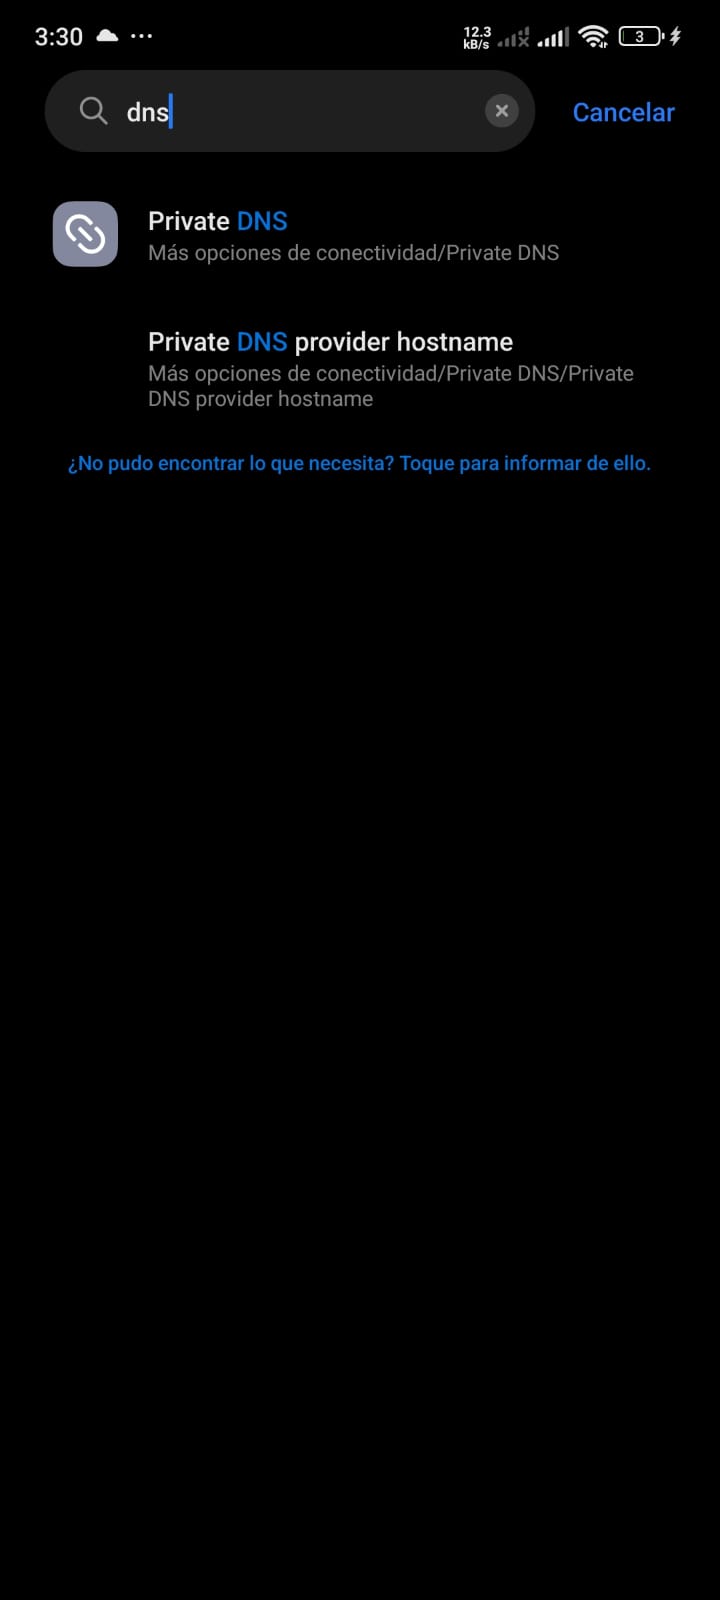 3:30 ...
12.3
kB/s
3
dns
Cancelar
Private DNS
Más opciones de conectividad/Private DNS
Private DNS provider hostname
Más opciones de conectividad/Private DNS/Private
DNS provider hostname
¿No pudo encontrar lo que necesita? Toque para informar de ello.